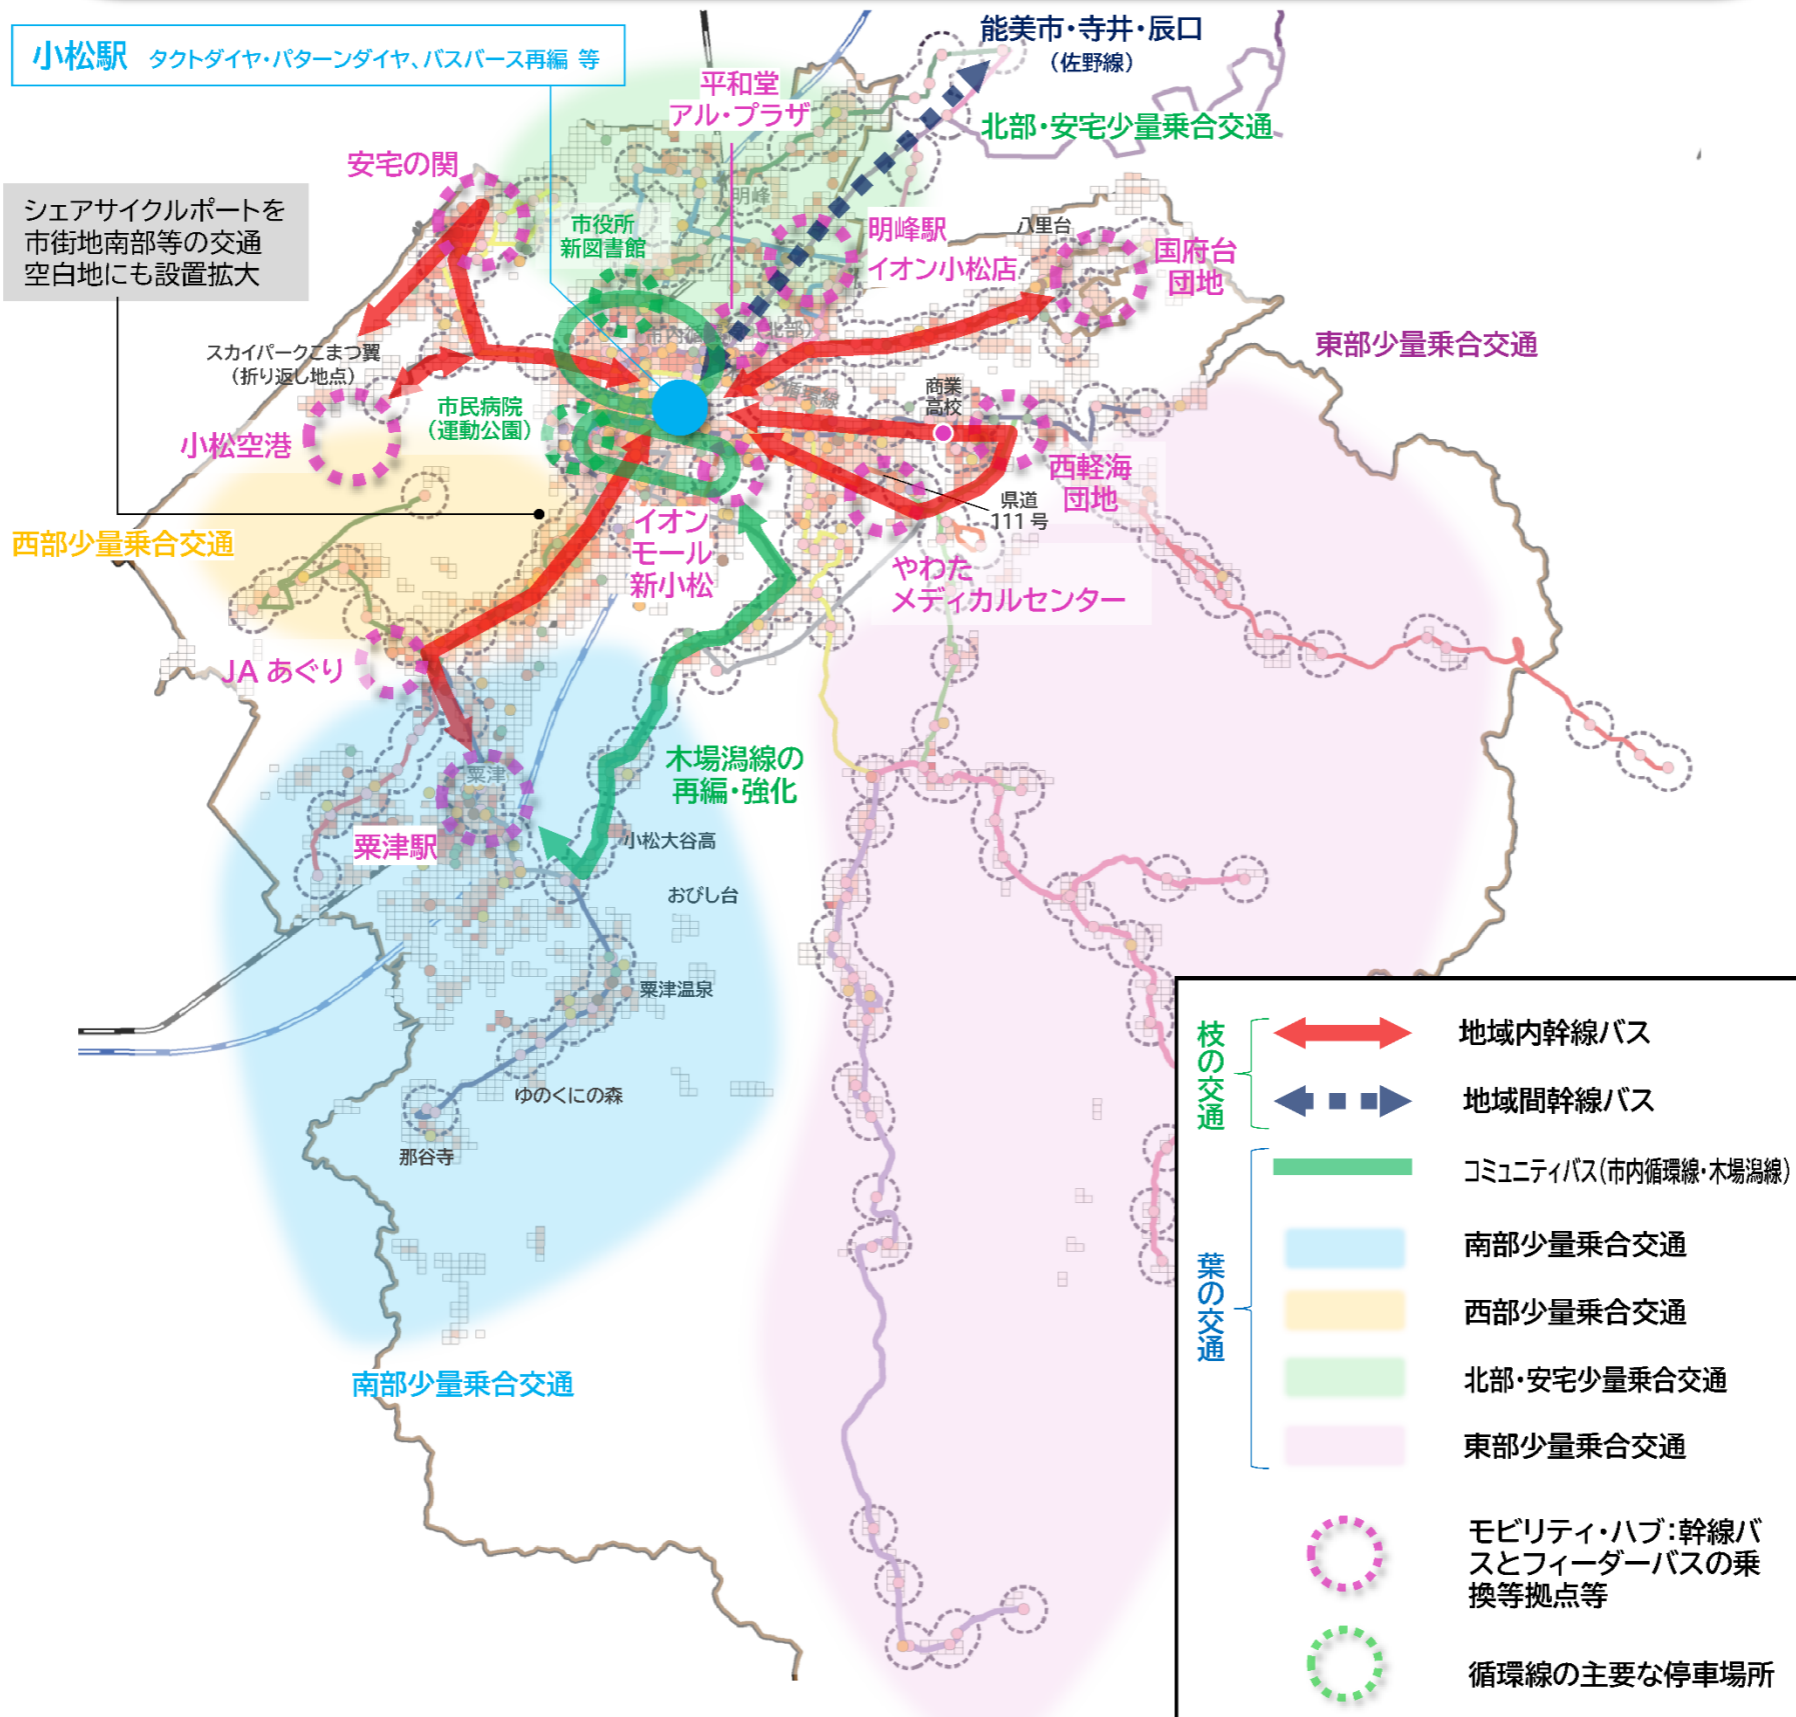 能美市・寺井・辰口
（佐野線）
小松駅 タクトダイヤ・パターンダイヤ、バスバース再編 等
平和堂
アル・プラザ
北部・安宅少量乗合交通
安宅の関
シェアサイクルポートを
市街地南部等の交通
空白地にも設置拡大
明峰
市役所
新図書館
明峰駅
イオン小松店
八里台
国府台
団地
東部少量乗合交通
スカイパークこまつ翼
（折り返し地点）
循環線
商業
高校
市民病院
（運動公園）
小松空港
西軽海
団地
県道
111号
イオン
モール
新小松
西部少量乗合交通
やわた
メディカルセンター
JAあぐり
木場潟線の
再編・強化
粟津
粟津駅
小松大谷高
おびし台
粟津温泉
ゆのくにの森
那谷寺
南部少量乗合交通
枝の交通
地域内幹線バス
地域間幹線バス
葉の交通
コミュニティバス（市内循環線・木場潟線）
南部少量乗合交通
西部少量乗合交通
北部・安宅少量乗合交通
東部少量乗合交通
モビリティ・ハブ：幹線バ
スとフィーダーバスの乗
換等拠点等
循環線の主要な停車場所